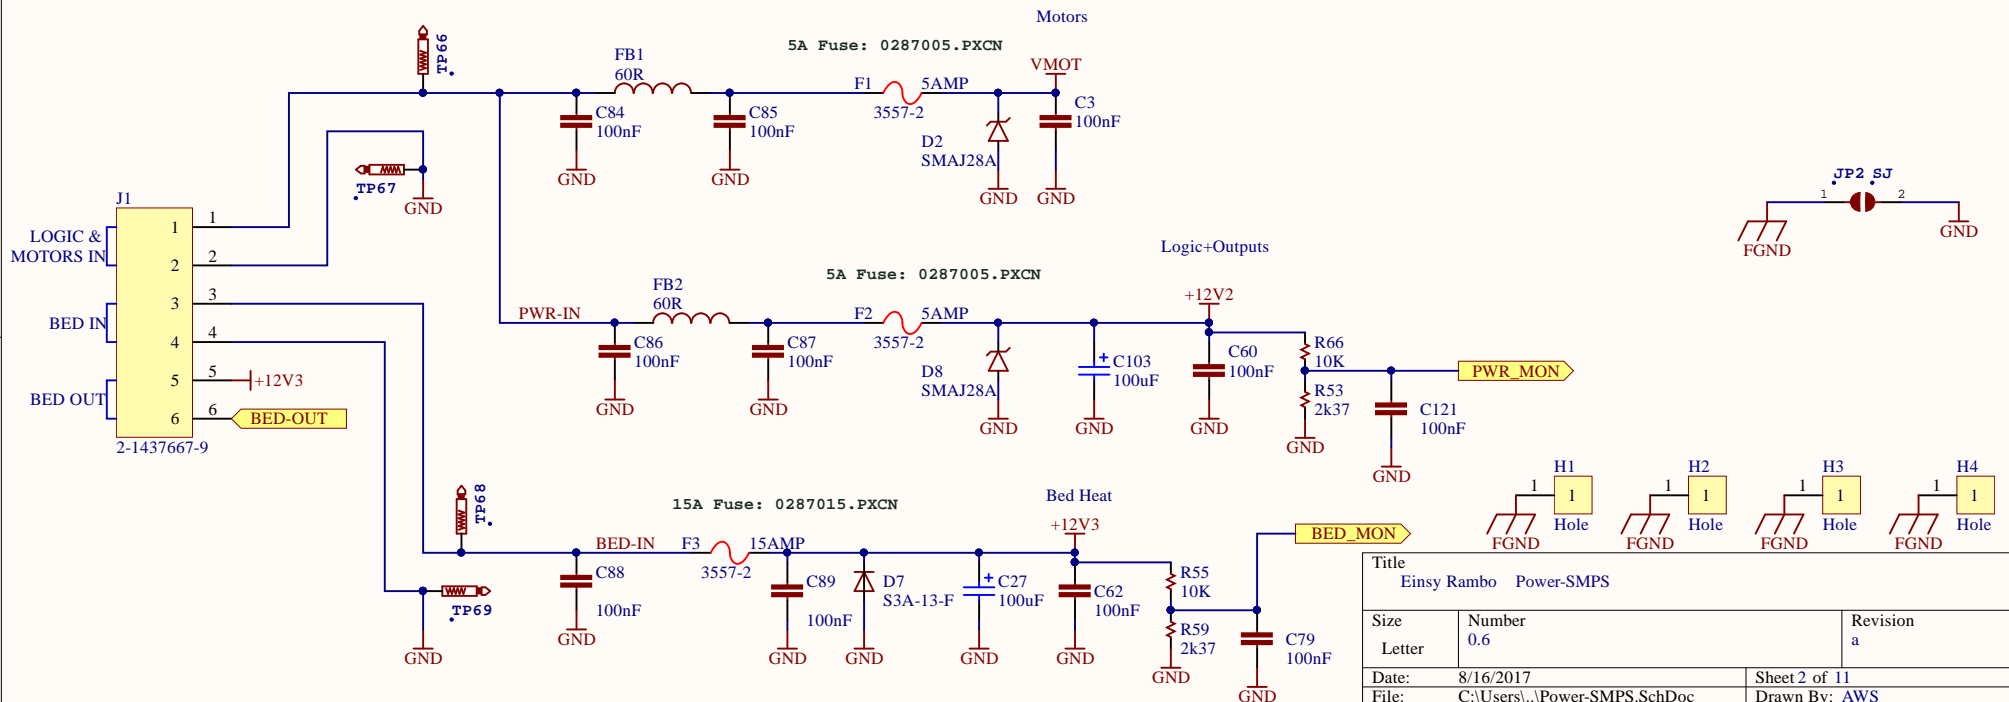 Motors
5A Fuse: 0287005.PXCN
TP66
FB1
60R
F1
5AMP
3557-2
VMOT
C84
100nF
C85
100nF
D2
SMAJ28A
C3
100nF
GND
GND
GND
GND
TP67
GND
JP2 SJ
1
2
FGND
GND
J1
LOGIC &
MOTORS IN
BED IN
BED OUT
1
1
2
2
3
3
4
4
5
5
+12V3
6
6
BED-OUT
2-1437667-9
Logic+Outputs
5A Fuse: 0287005.PXCN
FB2
60R
PWR-IN
F2
5AMP
3557-2
+12V2
C86
100nF
C87
100nF
D8
SMAJ28A
C103
100uF
C60
100nF
R66
10K
PWR_MON
R53
2k37
C121
100nF
GND
GND
GND
GND
GND
GND
GND
TP68
15A Fuse: 0287015.PXCN
Bed Heat
+12V3
BED-IN
F3
15AMP
3557-2
BED_MON
C88
100nF
C89
100nF
D7
S3A-13-F
C27
100uF
C62
100nF
R55
10K
R59
2k37
C79
100nF
TP69
GND
GND
GND
GND
GND
GND
GND
GND
H1
1
1
Hole
FGND
H2
1
1
Hole
FGND
H3
1
1
Hole
FGND
H4
1
1
Hole
FGND
Title
Einsy Rambo Power-SMPS
Size
Letter
Number
0.6
Revision
a
Date: 8/16/2017
Sheet 2 of 11
File: C:\Users\..\Power-SMPS.SchDoc
Drawn By: AWS